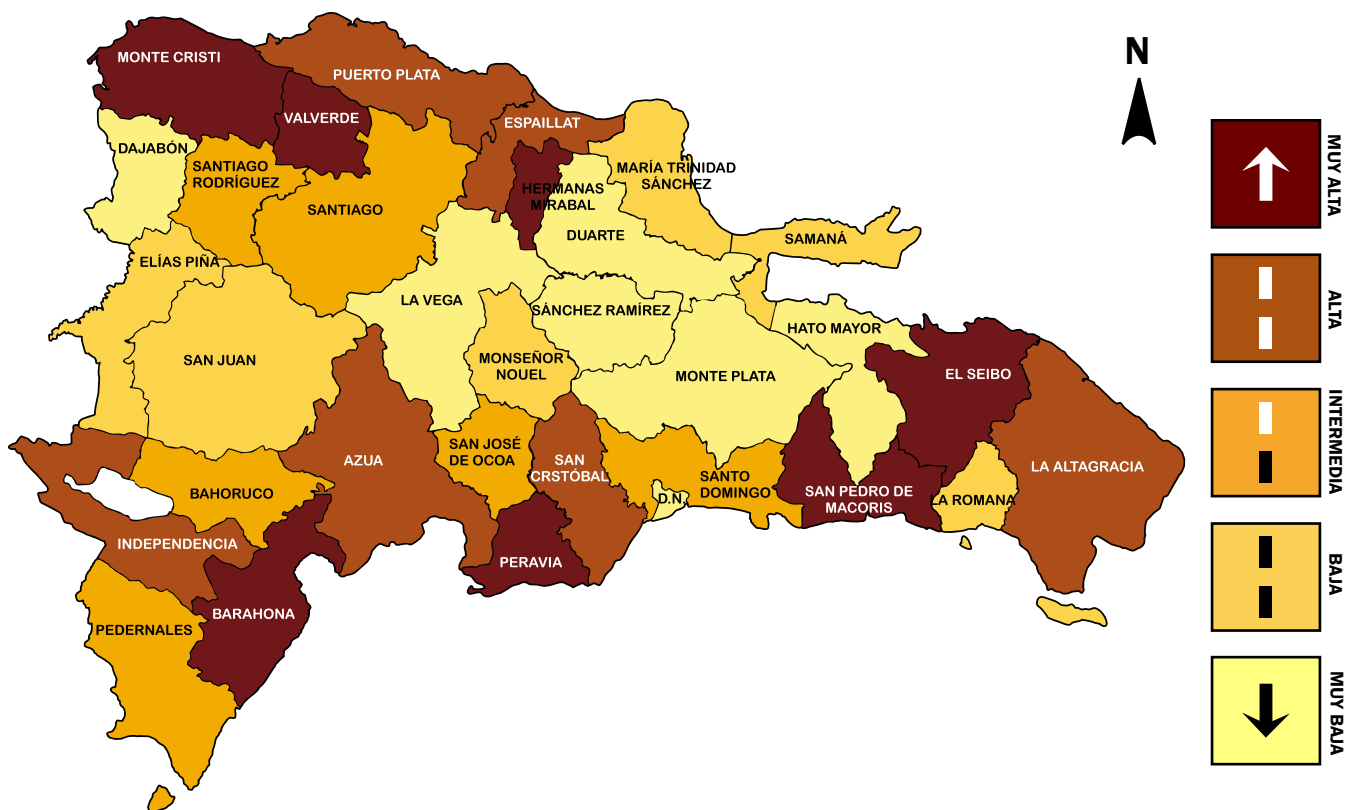 MONTE CRISTI
PUERTO PLATA
N
VALVERDE
ESPAILLAT
DAJABÓN
SANTIAGO
RODRÍGUEZ
MARÍA TRINIDAD
SÁNCHEZ
HERMANAS
MIRABAL
SANTIAGO
DUARTE
SAMANÁ
ELÍAS PIÑA
LA VEGA
SÁNCHEZ RAMÍREZ
HATO MAYOR
SAN JUAN
MONSEÑOR
NOUEL
MONTE PLATA
EL SEIBO
AZUA
SAN JOSÉ
DE OCOA
SAN
CRSTÓBAL
SANTO
DOMINGO
LA ALTAGRACIA
BAHORUCO
D.N.
SAN PEDRO DE
MACORIS
LA ROMANA
INDEPENDENCIA
PERAVIA
BARAHONA
PEDERNALES
MUY ALTA
ALTA
INTERMEDIA
BAJA
MUY BAJA